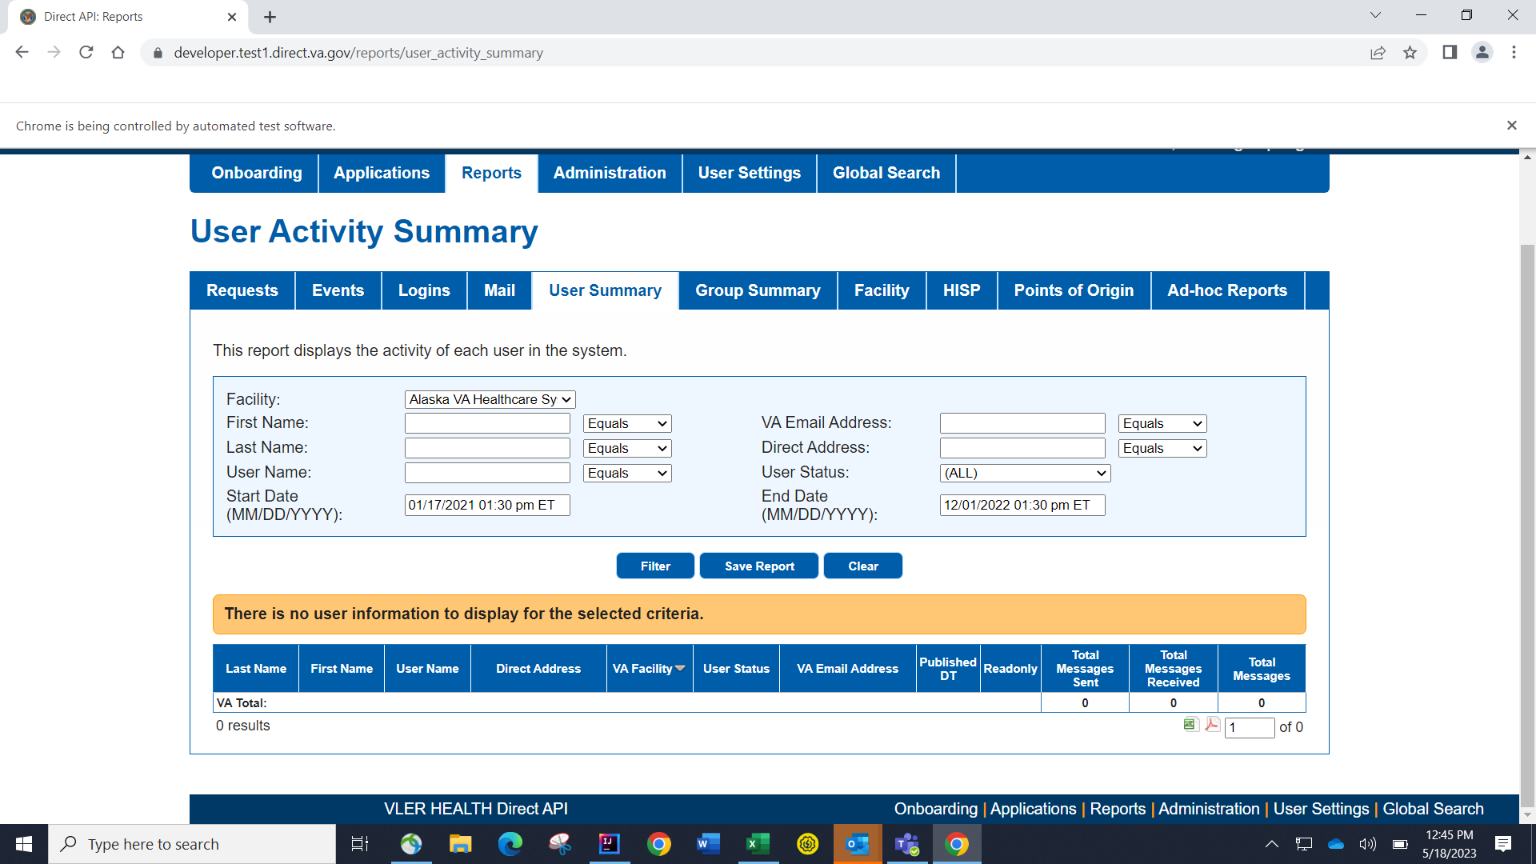 Direct API: Reports
developer.test1.direct.va.gov/reports/user_activity_summary
Chrome is being controlled by automated test software.
Onboarding Applications Reports Administration User Settings Global Search
User Activity Summary
Requests Events Logins Mail User Summary Group Summary Facility HISP Points of Origin Ad-hoc Reports
This report displays the activity of each user in the system.
Facility: Alaska VA Healthcare Sy
First Name: Equals VA Email Address: Equals
Last Name: Equals Direct Address: Equals
User Name: Equals User Status: (ALL)
Start Date (MM/DD/YYYY): 01/17/2021 01:30 pm ET End Date (MM/DD/YYYY): 12/01/2022 01:30 pm ET
Filter Save Report Clear
There is no user information to display for the selected criteria.
Last Name First Name User Name Direct Address VA Facility User Status VA Email Address Published DT Readonly Total Messages Sent Total Messages Received Total Messages
VA Total: 0 0 0
0 results 1 of 0
VLER HEALTH Direct API Onboarding | Applications | Reports | Administration | User Settings | Global Search
Type here to search
12:45 PM
5/18/2023